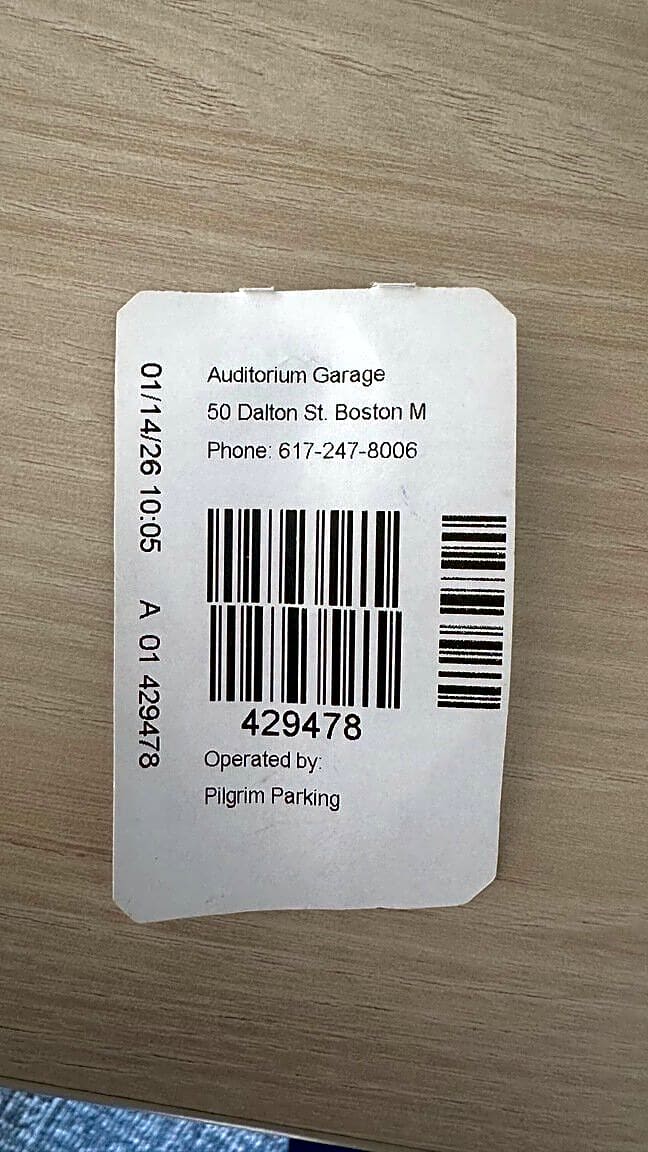 01/14/26 10:05 A 01 429478
Auditorium Garage
50 Dalton St. Boston M
Phone: 617-247-8006
429478
Operated by:
Pilgrim Parking